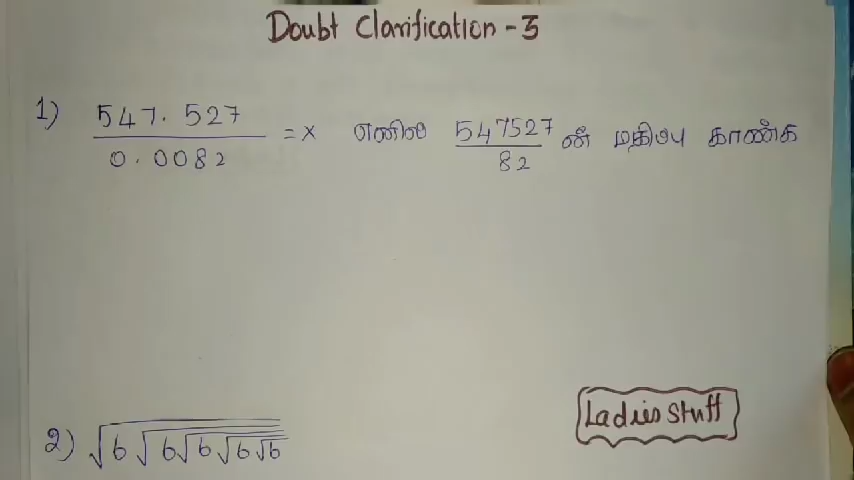 Doubt Clarification - 3
1) 547.527 / 0.0082 = x எனில் 547527 / 82 ன் மதிப்பு காண்க
Ladies Stuff
2) √6√6√6√6√6